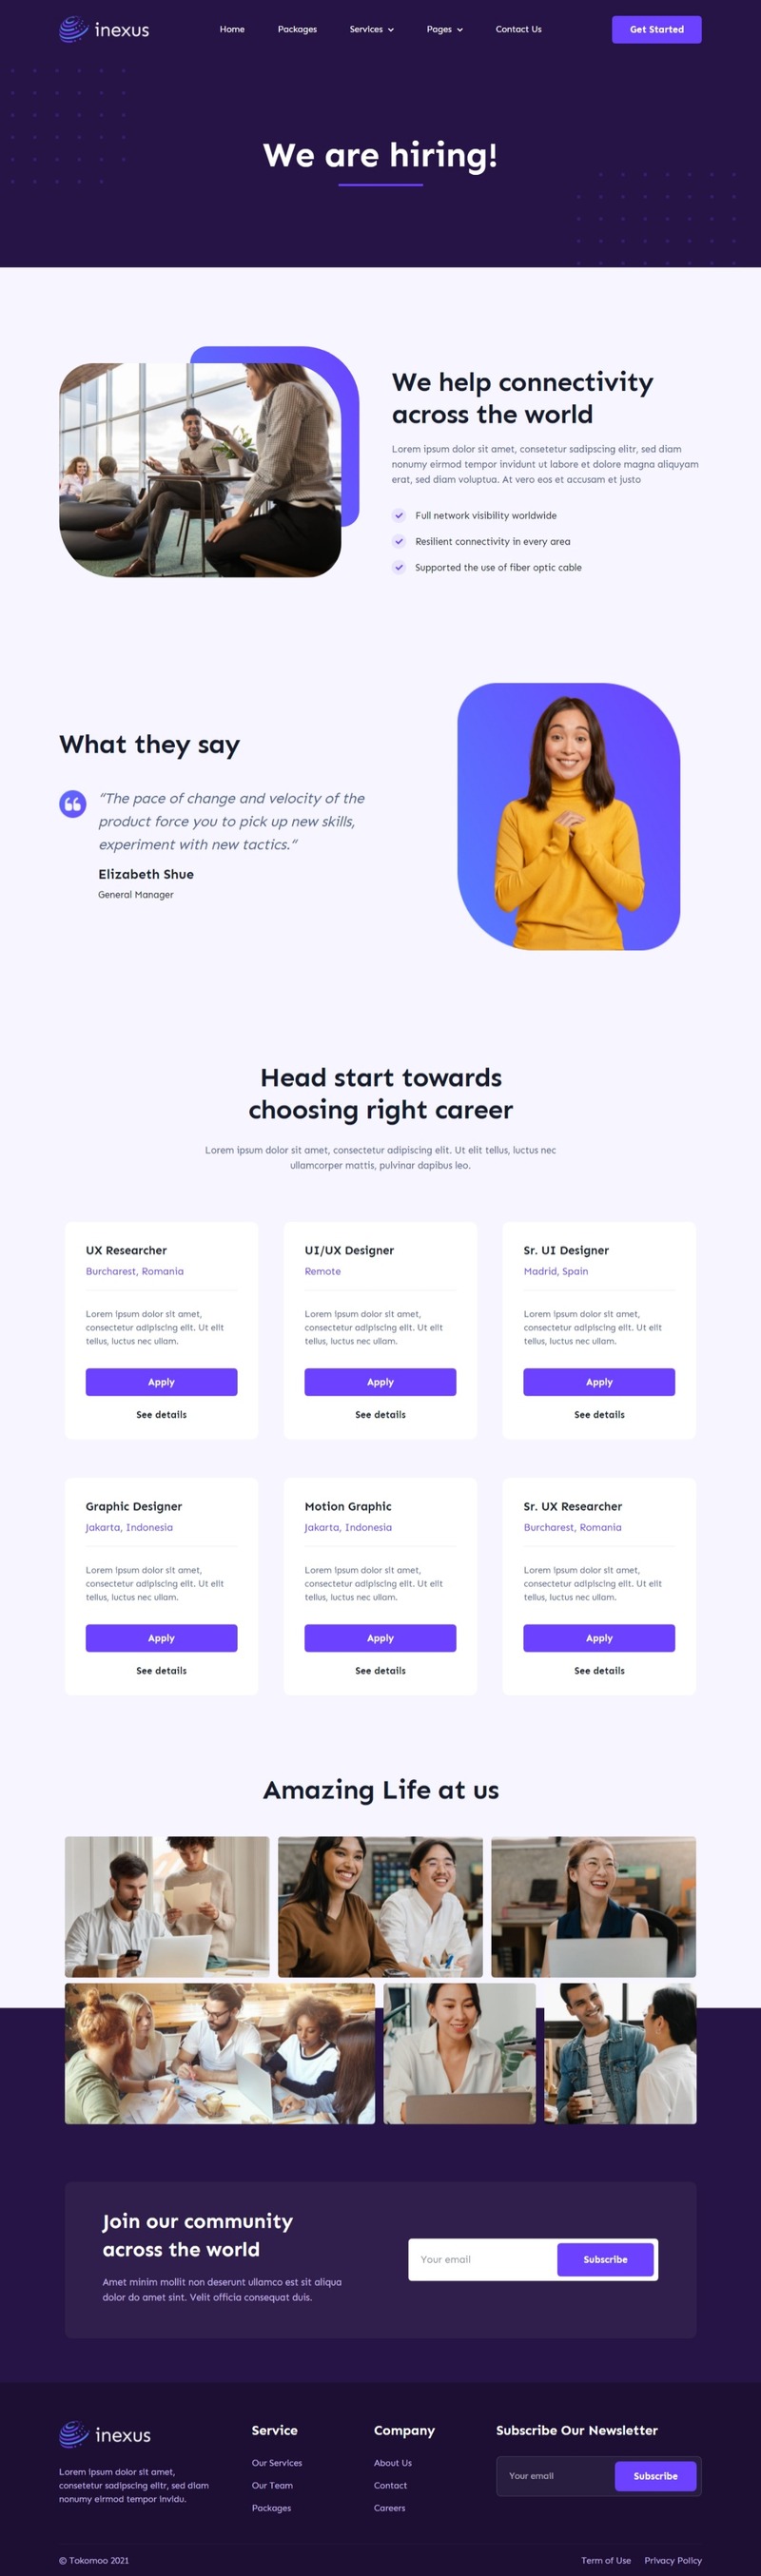 inexus
Home Packages Services Pages Contact Us Get Started
We are hiring!
We help connectivity
across the world
Lorem ipsum dolor sit amet, consetetur sadipscing elitr, sed diam
nonumy eirmod tempor invidunt ut labore et dolore magna aliquyam
erat, sed diam voluptua. At vero eos et accusam et justo
Full network visibility worldwide
Resilient connectivity in every area
Supported the use of fiber optic cable
What they say
“The pace of change and velocity of the
product force you to pick up new skills,
experiment with new tactics.”
Elizabeth Shue
General Manager
Head start towards
choosing right career
Lorem ipsum dolor sit amet, consectetur adipiscing elit. Ut elit tellus, luctus nec
ullamcorper mattis, pulvinar dapibus leo.
UX Researcher
Burcharest, Romania
Lorem ipsum dolor sit amet,
consectetur adipiscing elit. Ut elit
tellus, luctus nec ullam.
Apply
See details
UI/UX Designer
Remote
Lorem ipsum dolor sit amet,
consectetur adipiscing elit. Ut elit
tellus, luctus nec ullam.
Apply
See details
Sr. UI Designer
Madrid, Spain
Lorem ipsum dolor sit amet,
consectetur adipiscing elit. Ut elit
tellus, luctus nec ullam.
Apply
See details
Graphic Designer
Jakarta, Indonesia
Lorem ipsum dolor sit amet,
consectetur adipiscing elit. Ut elit
tellus, luctus nec ullam.
Apply
See details
Motion Graphic
Jakarta, Indonesia
Lorem ipsum dolor sit amet,
consectetur adipiscing elit. Ut elit
tellus, luctus nec ullam.
Apply
See details
Sr. UX Researcher
Burcharest, Romania
Lorem ipsum dolor sit amet,
consectetur adipiscing elit. Ut elit
tellus, luctus nec ullam.
Apply
See details
Amazing Life at us
Join our community
across the world
Amet minim mollit non deserunt ullamco est sit aliqua
dolor do amet sint. Velit officia consequat duis.
Your email
Subscribe
inexus
Lorem ipsum dolor sit amet,
consetetur sadipscing elitr, sed diam
nonumy eirmod tempor invidu.
Service
Our Services
Our Team
Packages
Company
About Us
Contact
Careers
Subscribe Our Newsletter
Your email
Subscribe
© Tokomoo 2021
Term of Use Privacy Policy